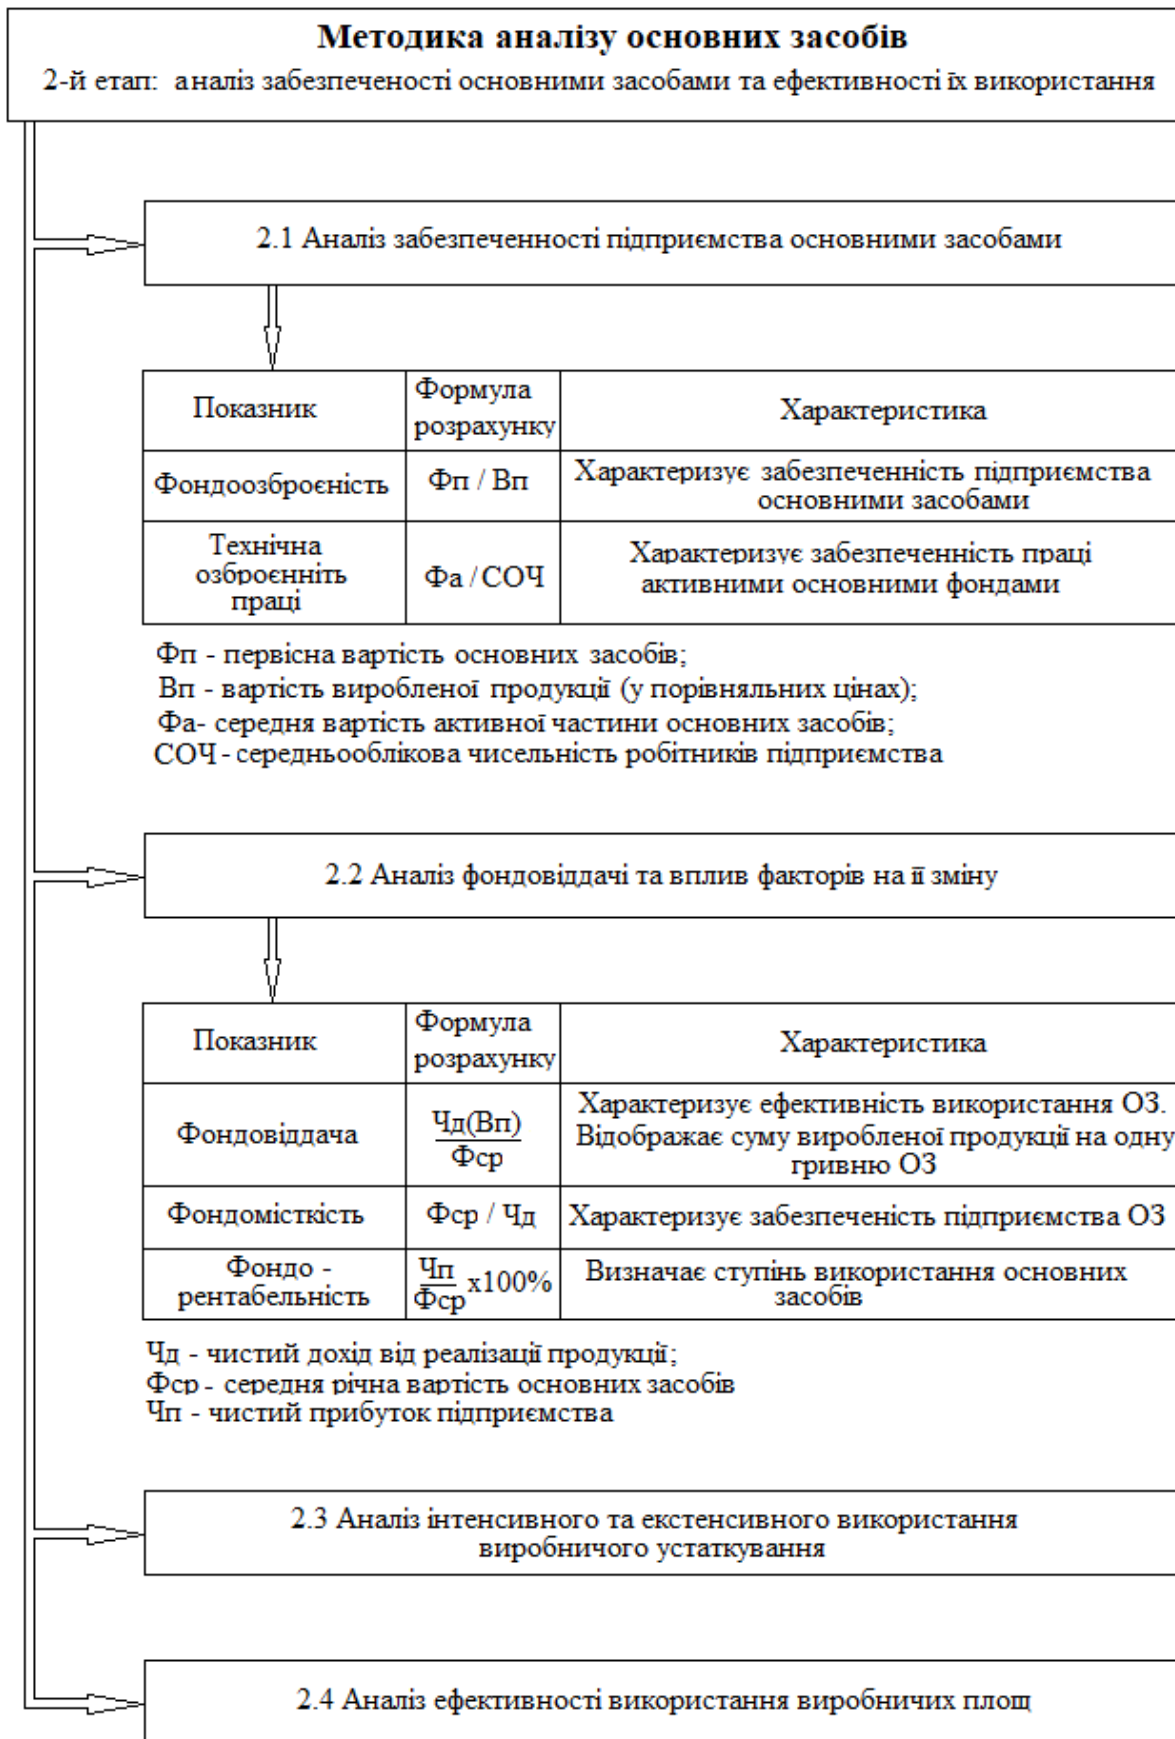 Методика аналізу основних засобів
2-й етап: аналіз забезпеченості основними засобами та ефективності їх використання
2.1 Аналіз забезпеченності підприємства основними засобами
Показник
Формула
розрахунку
Характеристика
Фондоозброєність
Фп / Вп
Характеризує забезпеченність підприємства
основними засобами
Технічна
озброєнніть
праці
Фа / СОЧ
Характеризує забезпеченність праці
активними основними фондами
Фп - первісна вартість основних засобів;
Вп - вартість виробленої продукції (у порівняльних цінах);
Фа- середня вартість активної частини основних засобів;
СОЧ - середньооблікова чисельність робітників підприємства
2.2 Аналіз фондовіддачі та вплив факторів на її зміну
Показник
Формула
розрахунку
Характеристика
Фондовіддача
Чд(Вп)
Фср
Характеризує ефективність використання ОЗ.
Відображає суму виробленої продукції на одну
гривню ОЗ
Фондомісткість
Фср / Чд
Характеризує забезпеченість підприємства ОЗ
Фондо -
рентабельність
Чп
Фср
х100%
Визначає ступінь використання основних
засобів
Чд - чистий дохід від реалізації продукції;
Фср - середня річна вартість основних засобів
Чп - чистий прибуток підприємства
2.3 Аналіз інтенсивного та екстенсивного використання
виробничого устаткування
2.4 Аналіз ефективності використання виробничих площ